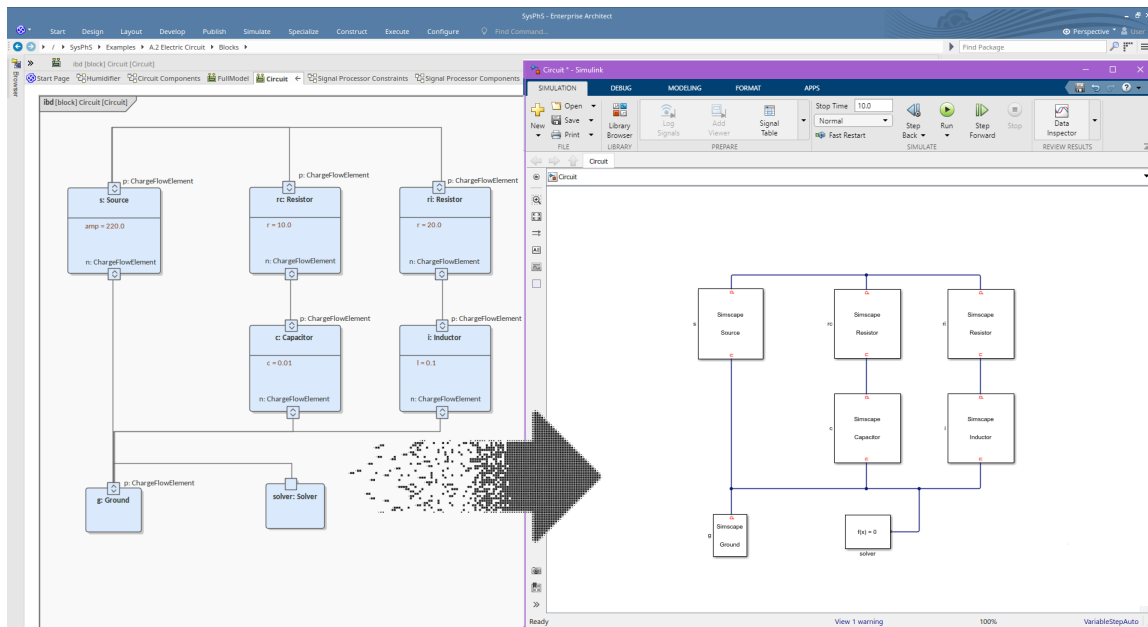 SysPhS - Enterprise Architect
Start Design Layout Develop Publish Simulate Specialize Construct Execute Configure Find Command...
Perspective User
/ SysPhS Examples A.2 Electric Circuit Blocks
Find Package
ibd [block] Circuit [Circuit]
Browser
Start Page Humidifier Circuit Components FullModel Circuit Signal Processor Constraints Signal Processor Components
ibd [block] Circuit [Circuit]
p: ChargeFlowElement
s: Source
amp = 220.0
n: ChargeFlowElement
p: ChargeFlowElement
rc: Resistor
r = 10.0
n: ChargeFlowElement
p: ChargeFlowElement
ri: Resistor
r = 20.0
n: ChargeFlowElement
p: ChargeFlowElement
c: Capacitor
c = 0.01
n: ChargeFlowElement
p: ChargeFlowElement
i: Inductor
l = 0.1
n: ChargeFlowElement
p: ChargeFlowElement
g: Ground
solver: Solver
Circuit * - Simulink
SIMULATION DEBUG MODELING FORMAT APPS
New
Open
Save
Print
FILE
Library
Browser
LIBRARY
Log
Signals
Add
Viewer
Signal
Table
PREPARE
Stop Time 10.0
Normal
Fast Restart
Step
Back
Run
Step
Forward
Stop
SIMULATE
Data
Inspector
REVIEW RESULTS
Circuit
Circuit
s
Simscape
Source
rc
Simscape
Resistor
ri
Simscape
Resistor
c
Simscape
Capacitor
i
Simscape
Inductor
g
Simscape
Ground
f(x) = 0
solver
Ready
View 1 warning
100%
VariableStepAuto